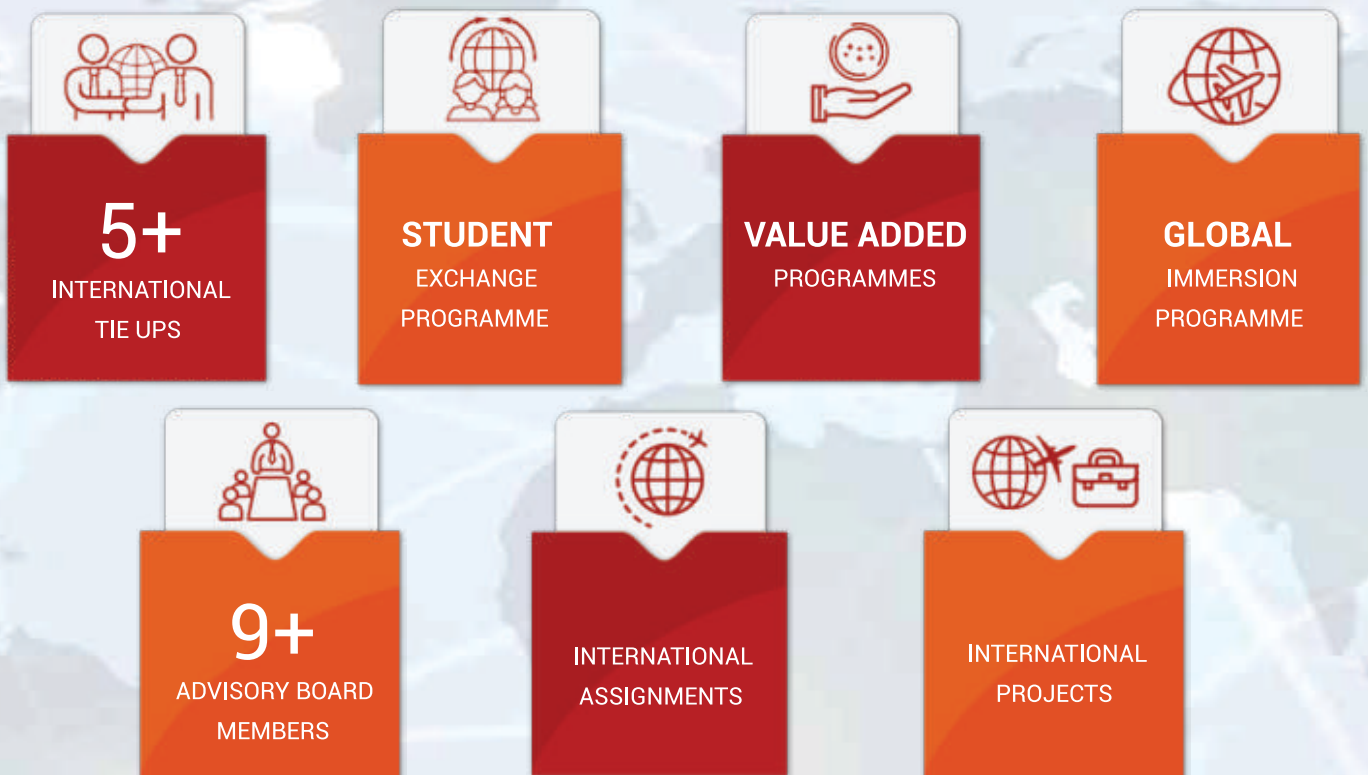 5+
INTERNATIONAL
TIE UPS
STUDENT
EXCHANGE
PROGRAMME
VALUE ADDED
PROGRAMMES
GLOBAL
IMMERSION
PROGRAMME
9+
ADVISORY BOARD
MEMBERS
INTERNATIONAL
ASSIGNMENTS
INTERNATIONAL
PROJECTS